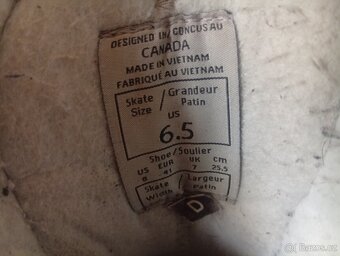 DESIGNED IN/CONÇUS AU
CANADA
MADE IN VIETNAM
FABRIQUÉ AU VIETNAM
Skate / Grandeur
Size Patin
US
6.5
Shoe/Soulier
US EUR UK CM
8 41 7 25.5
Skate / Largeur
Width Patin
D
Bazos.cz